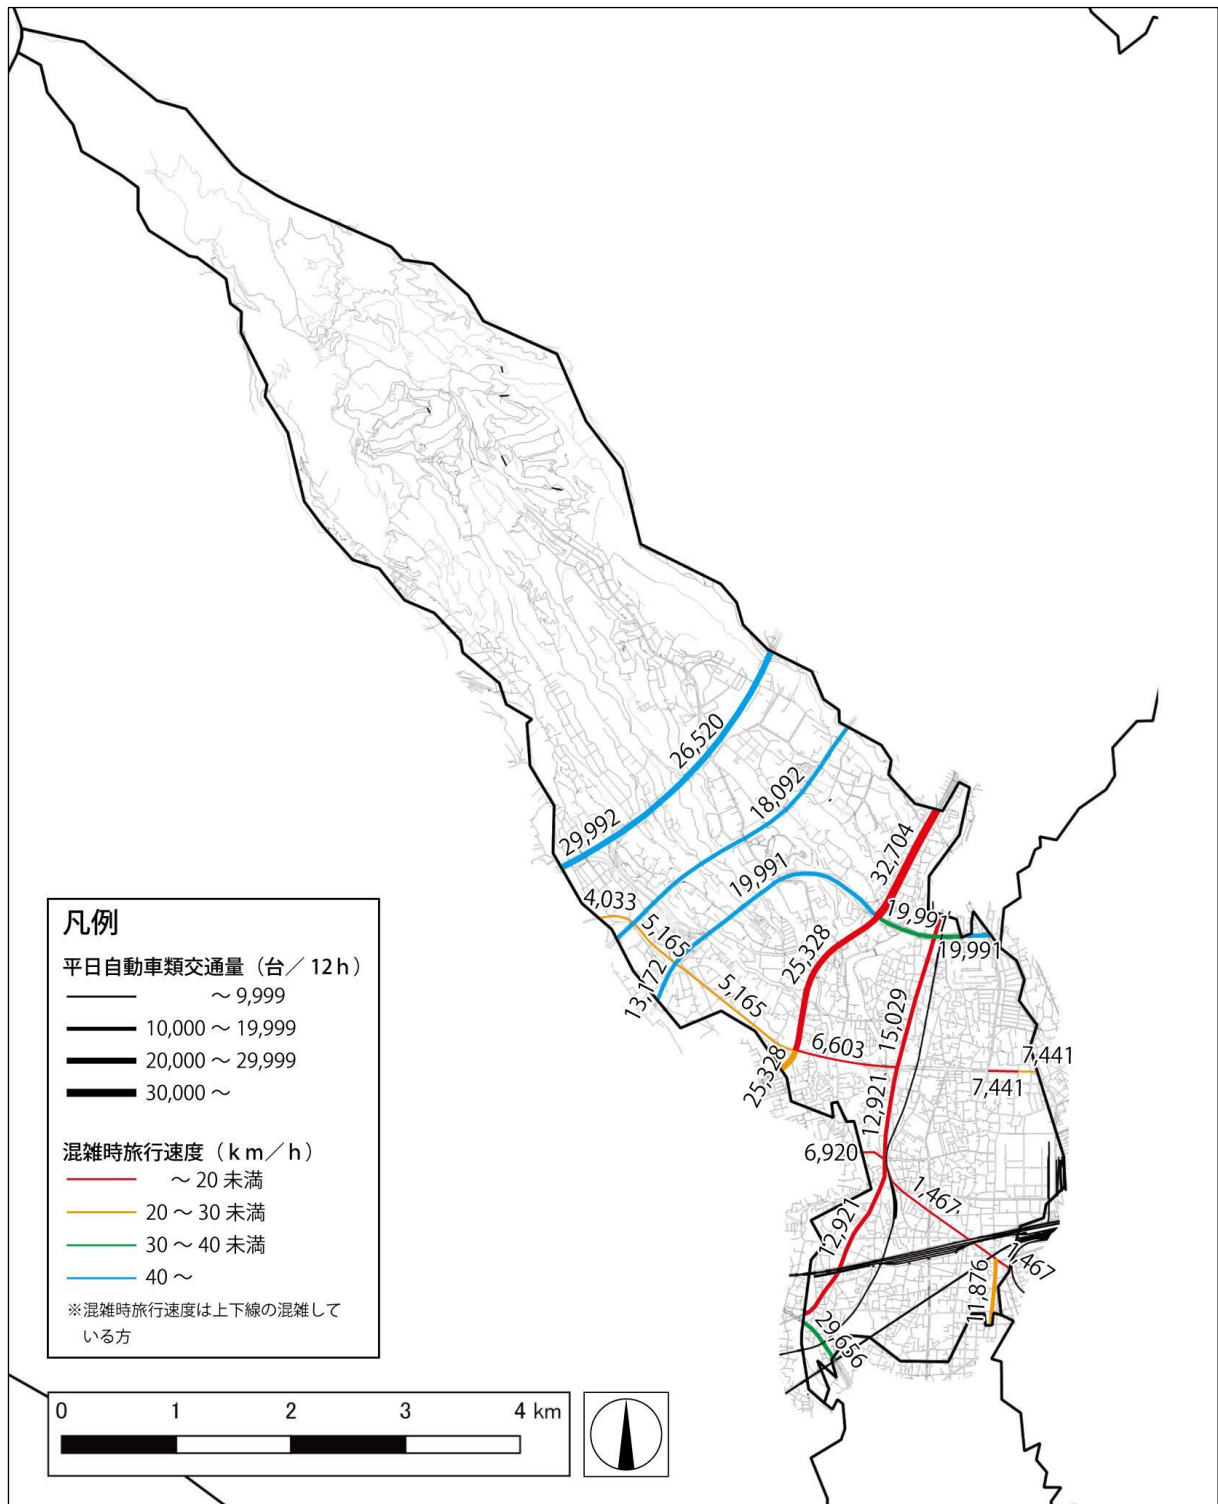 26,520
18,092
29,992
32,704
19,991
4,033
19,991
5,165
25,328
19,991
13,172
5,165
15,029
6,603
7,441
25,328
7,441
12,921
6,920
1,467
12,921
1,467
11,876
29,656
凡例
平日自動車類交通量（台／12h）
～ 9,999
10,000 ～ 19,999
20,000 ～ 29,999
30,000 ～
混雑時旅行速度（ｋｍ／ｈ）
～ 20 未満
20 ～ 30 未満
30 ～ 40 未満
40 ～
※混雑時旅行速度は上下線の混雑して
いる方
0 1 2 3 4 km